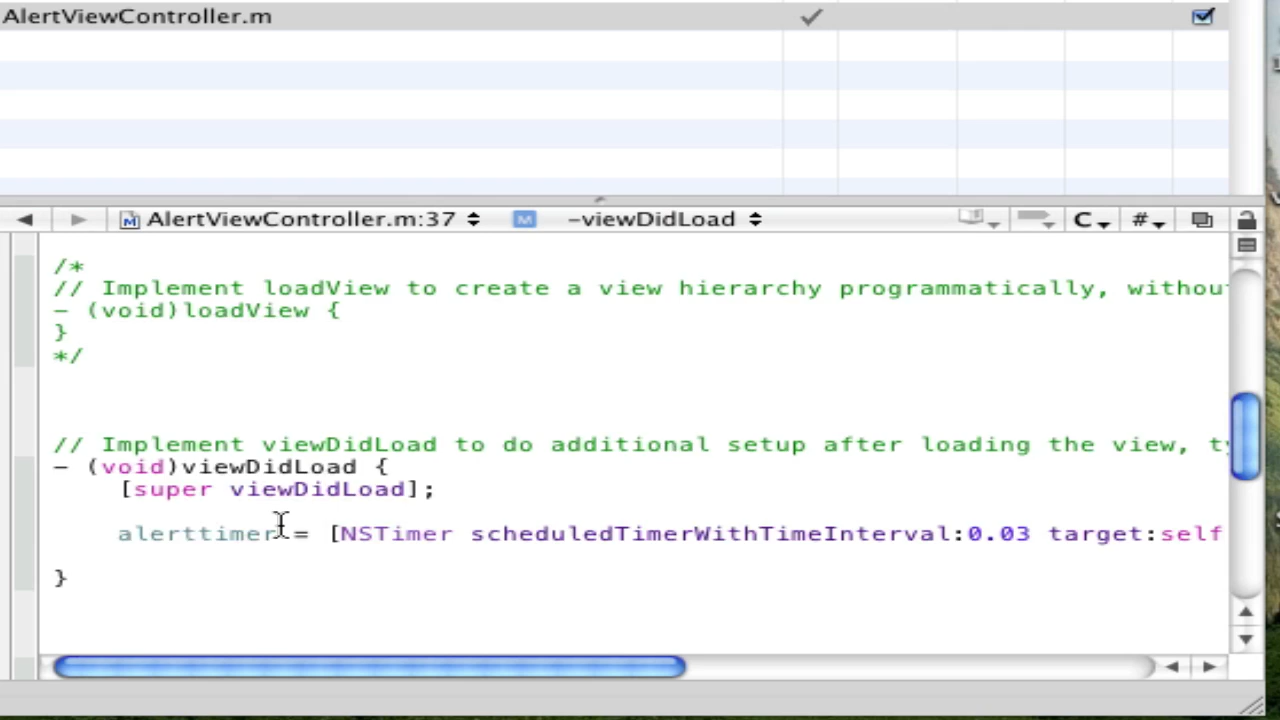 AlertViewController.m
AlertViewController.m:37 M -viewDidLoad C #
/*
// Implement loadView to create a view hierarchy programmatically, withou
- (void)loadView {
}
*/
// Implement viewDidLoad to do additional setup after loading the view, ty
- (void)viewDidLoad {
[super viewDidLoad];
alerttimer = [NSTimer scheduledTimerWithTimeInterval:0.03 target:self
}